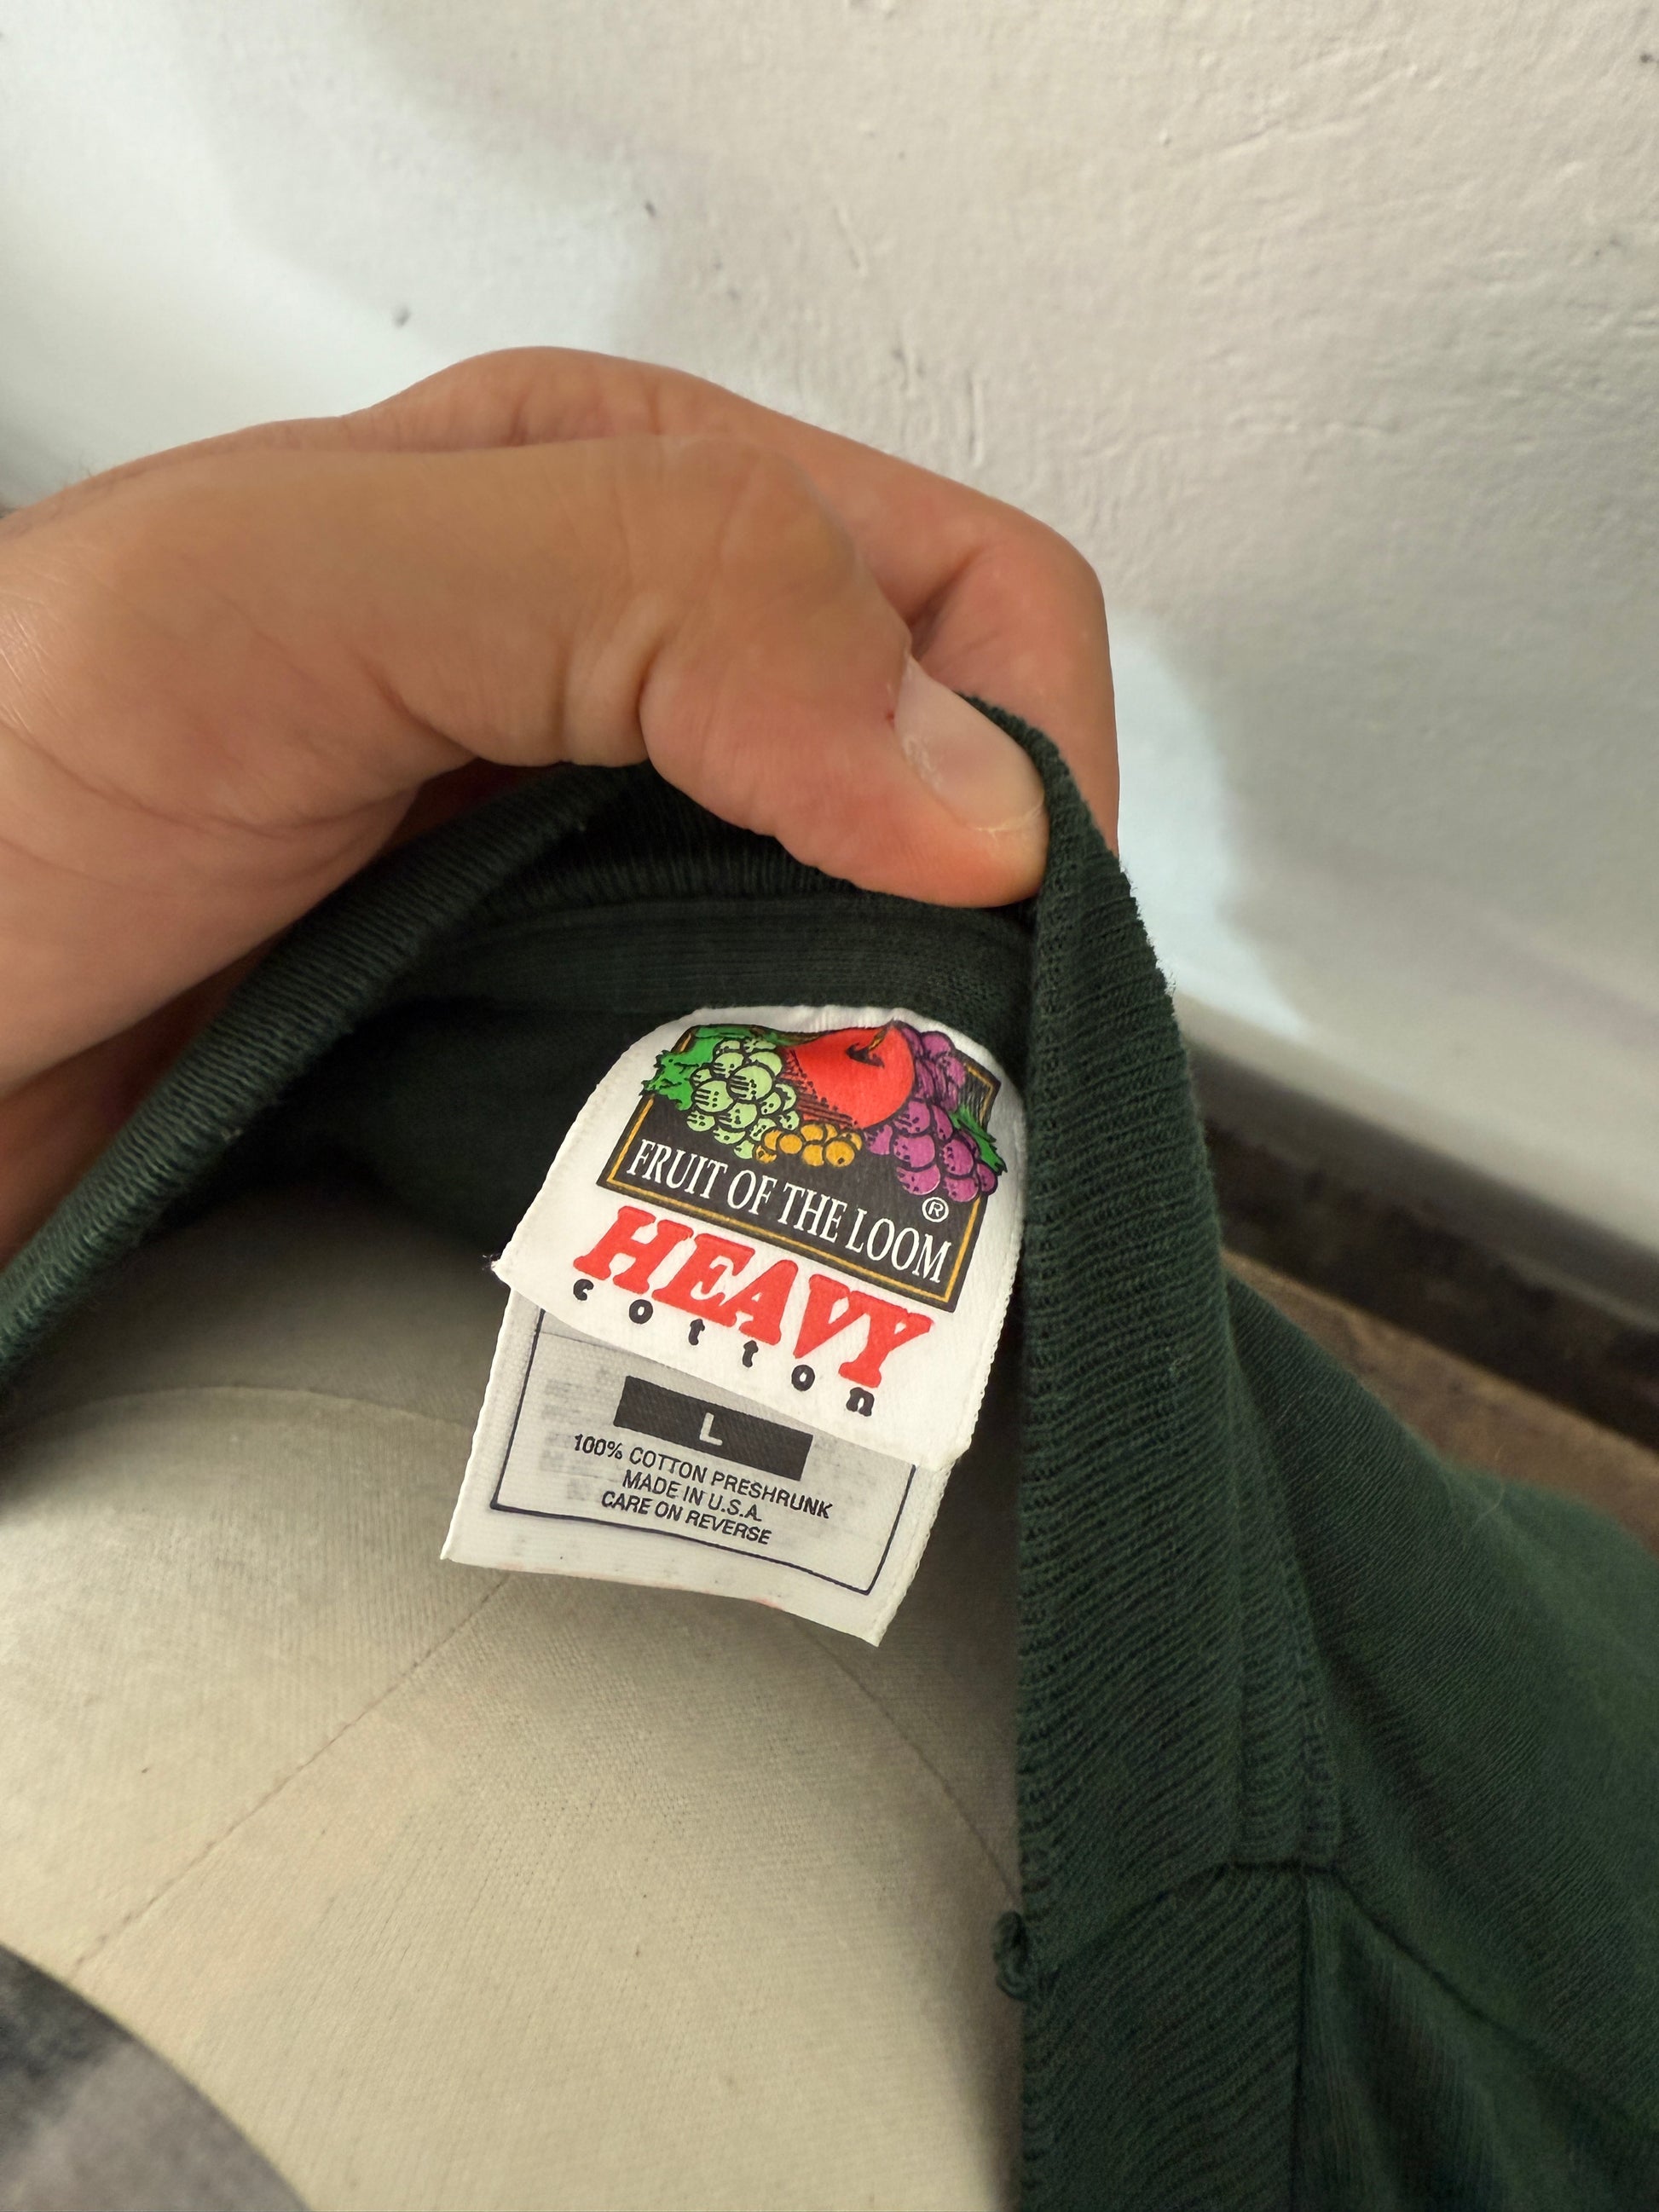 FRUIT OF THE LOOM
®
HEAVY
cotton
L
100% COTTON PRESHRUNK
MADE IN U.S.A.
CARE ON REVERSE